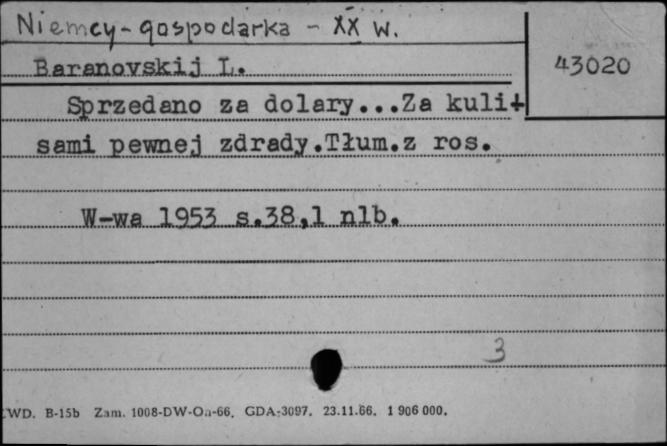 Niemcy - gospodarka - XX w.
Baranovskij L.
43020
Sprzedano za dolary...Za kuli+
sami pewnej zdrady.Tłum.z ros.
W-wa 1953 s.38,1 nlb.
3
WD. B-15b Zam. 1008-DW-Oa-66. GDA-3097. 23.11.66. 1 906 000.